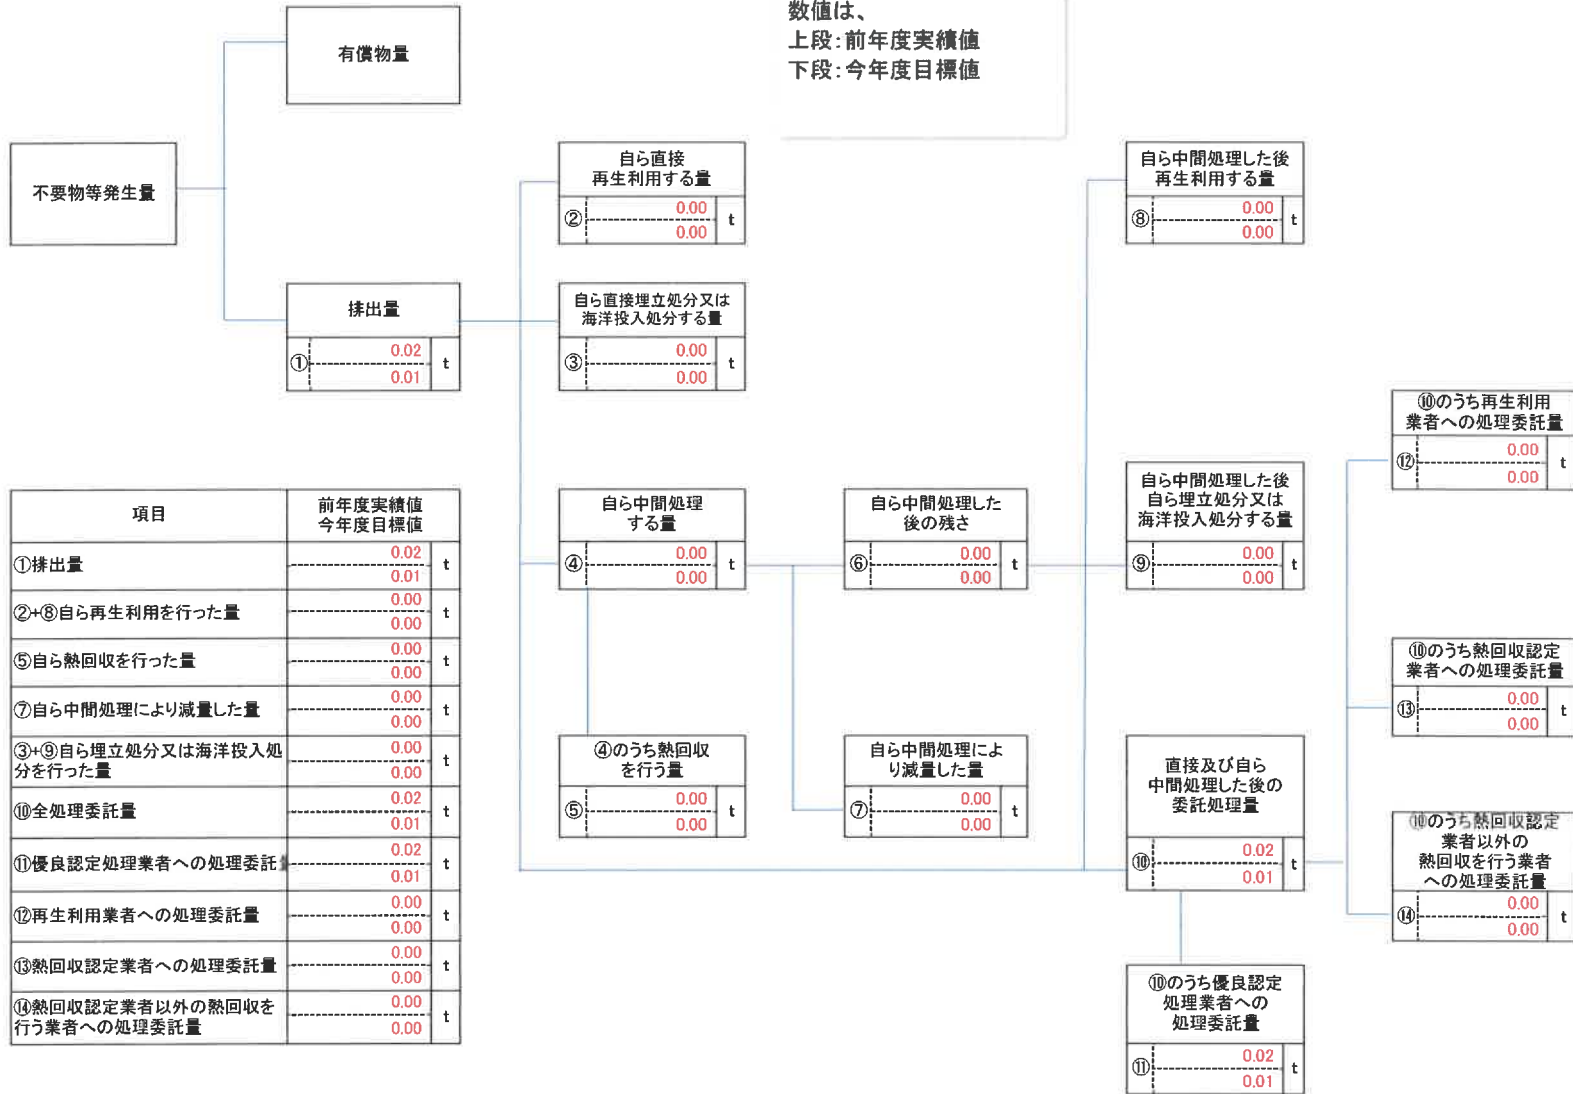 数値は、
上段:前年度実績値
下段:今年度目標値
有償物量
不要物等発生量
排出量
①
0.02
0.01
t
自ら直接
再生利用する量
②
0.00
0.00
t
自ら直接埋立処分又は
海洋投入処分する量
③
0.00
0.00
t
自ら中間処理した後
再生利用する量
⑧
0.00
0.00
t
自ら中間処理
する量
④
0.00
0.00
t
自ら中間処理した
後の残さ
⑥
0.00
0.00
t
自ら中間処理した後
自ら埋立処分又は
海洋投入処分する量
⑨
0.00
0.00
t
④のうち熱回収
を行う量
⑤
0.00
0.00
t
自ら中間処理によ
り減量した量
⑦
0.00
0.00
t
直接及び自ら
中間処理した後の
委託処理量
⑩
0.02
0.01
t
⑩のうち優良認定
処理業者への
処理委託量
⑪
0.02
0.01
t
⑩のうち再生利用
業者への処理委託量
⑫
0.00
0.00
t
⑩のうち熱回収認定
業者への処理委託量
⑬
0.00
0.00
t
⑩のうち熱回収認定
業者以外の
熱回収を行う業者
への処理委託量
⑭
0.00
0.00
t
項目
前年度実績値
今年度目標値
①排出量
0.02
0.01
t
②+⑧自ら再生利用を行った量
0.00
0.00
t
⑤自ら熱回収を行った量
0.00
0.00
t
⑦自ら中間処理により減量した量
0.00
0.00
t
③+⑨自ら埋立処分又は海洋投入処
分を行った量
0.00
0.00
t
⑩全処理委託量
0.02
0.01
t
⑪優良認定処理業者への処理委託
0.02
0.01
t
⑫再生利用業者への処理委託量
0.00
0.00
t
⑬熱回収認定業者への処理委託量
0.00
0.00
t
⑭熱回収認定業者以外の熱回収を
行う業者への処理委託量
0.00
0.00
t